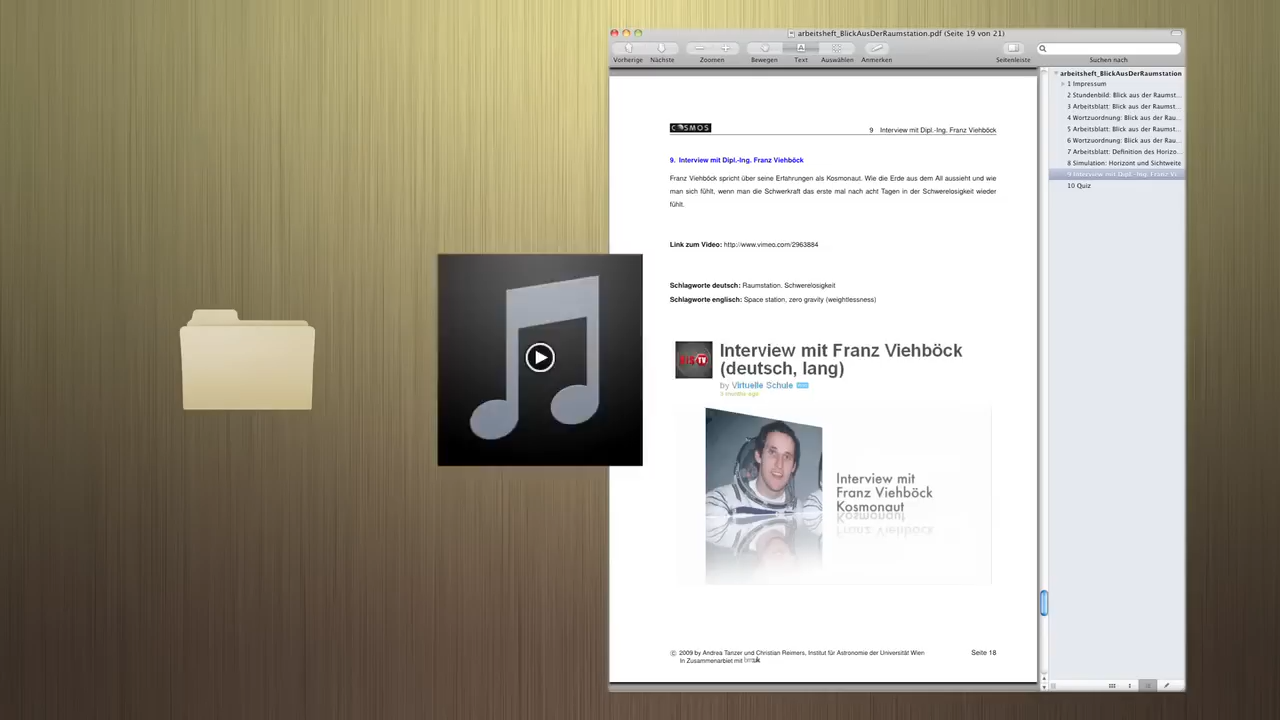 arbeitsheft_BlickAusDerRaumstation.pdf (Seite 19 von 21)
Vorherige Nächste Zoomen Bewegen Text Auswählen Anmerken Seitenleiste Suchen nach
arbeitsheft_BlickAusDerRaumstation
1 Impressum
2 Stundenbild: Blick aus der Raumst...
3 Arbeitsblatt: Blick aus der Raumst...
4 Wortzuordnung: Blick aus der Rau...
5 Arbeitsblatt: Blick aus der Raumst...
6 Wortzuordnung: Blick aus der Rau...
7 Arbeitsblatt: Definition des Horizo...
8 Simulation: Horizont und Sichtweite
9 Interview mit Dipl.-Ing. Franz Vi...
10 Quiz
COSMOS
9 Interview mit Dipl.-Ing. Franz Viehböck
9. Interview mit Dipl.-Ing. Franz Viehböck
Franz Viehböck spricht über seine Erfahrungen als Kosmonaut. Wie die Erde aus dem All aussieht und wie
man sich fühlt, wenn man die Schwerkraft das erste mal nach acht Tagen in der Schwerelosigkeit wieder
fühlt.
Link zum Video: http://www.vimeo.com/2963884
Schlagworte deutsch: Raumstation. Schwerelosigkeit
Schlagworte englisch: Space station, zero gravity (weightlessness)
Interview mit Franz Viehböck
(deutsch, lang)
by Virtuelle Schule
3 months ago
Interview mit
Franz Viehböck
Kosmonaut
© 2009 by Andrea Tanzer und Christian Reimers, Institut für Astronomie der Universität Wien
In Zusammenarbeit mit bm:uk
Seite 18